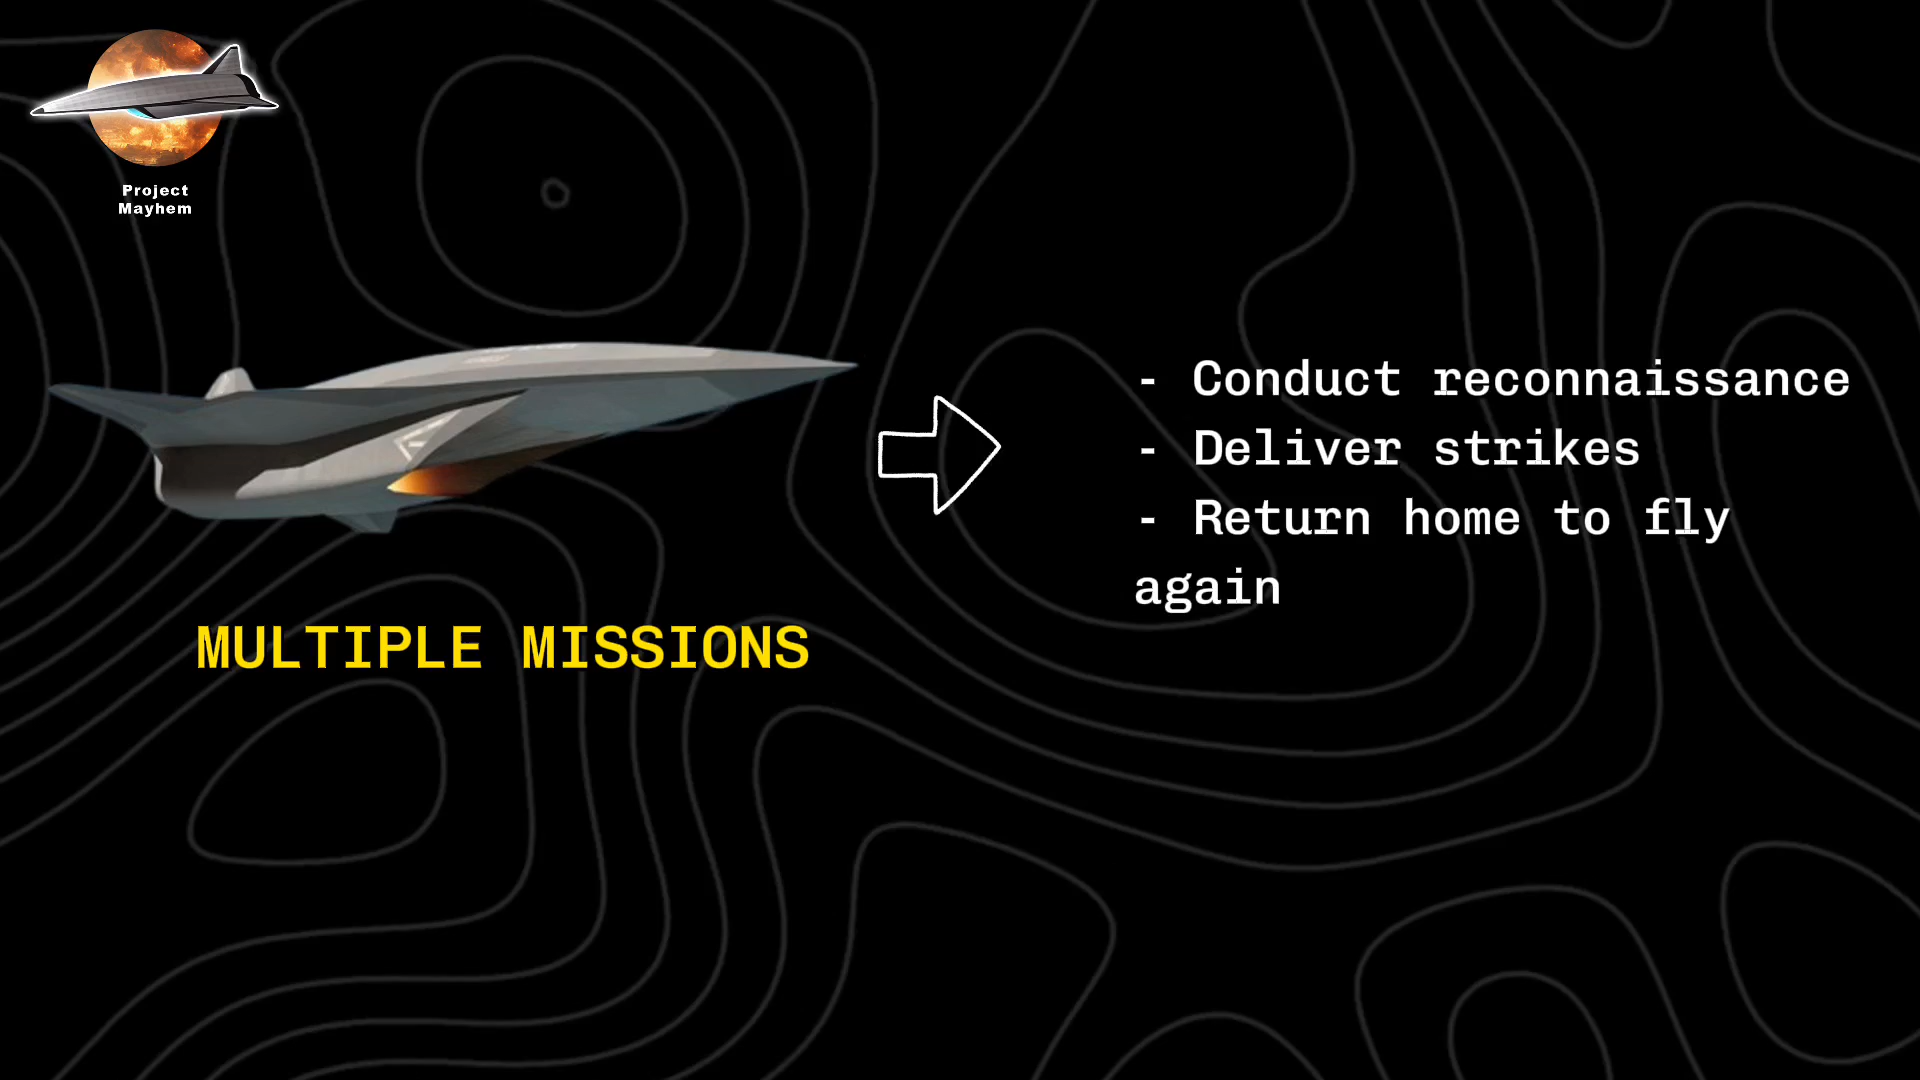 Project
Mayhem
- Conduct reconnaissance
- Deliver strikes
- Return home to fly
again
MULTIPLE MISSIONS